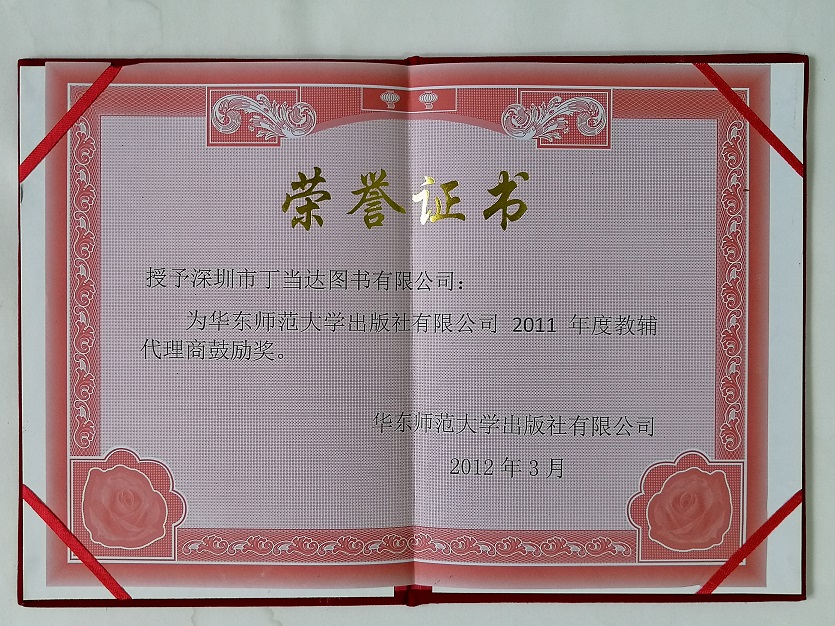 荣誉证书
授予深圳市丁当达图书有限公司：
为华东师范大学出版社有限公司 2011 年度教辅
代理商鼓励奖。
华东师范大学出版社有限公司
2012 年 3 月